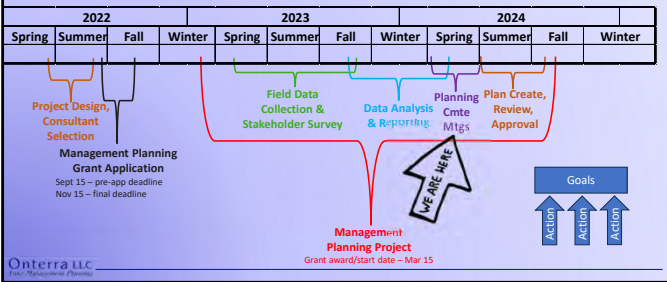 2022 2023 2024
Spring Summer Fall Winter Spring Summer Fall Winter Spring Summer Fall Winter
Project Design,
Consultant
Selection
Management Planning
Grant Application
Sept 15 – pre-app deadline
Nov 15 – final deadline
Field Data
Collection &
Stakeholder Survey
Data Analysis
& Reporting
Planning
Cmte
Mtgs
Plan Create,
Review,
Approval
WE ARE HERE
Management
Planning Project
Grant award/start date – Mar 15
Goals
Action Action Action
Onterra LLC
Lake Management Planning